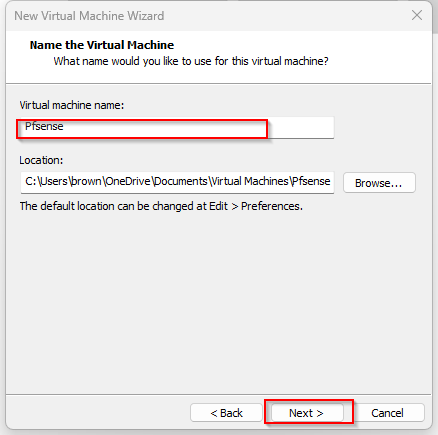 New Virtual Machine Wizard
Name the Virtual Machine
What name would you like to use for this virtual machine?
Virtual machine name:
Pfsense
Location:
C:\Users\brown\OneDrive\Documents\Virtual Machines\Pfsense
Browse...
The default location can be changed at Edit > Preferences.
< Back
Next >
Cancel